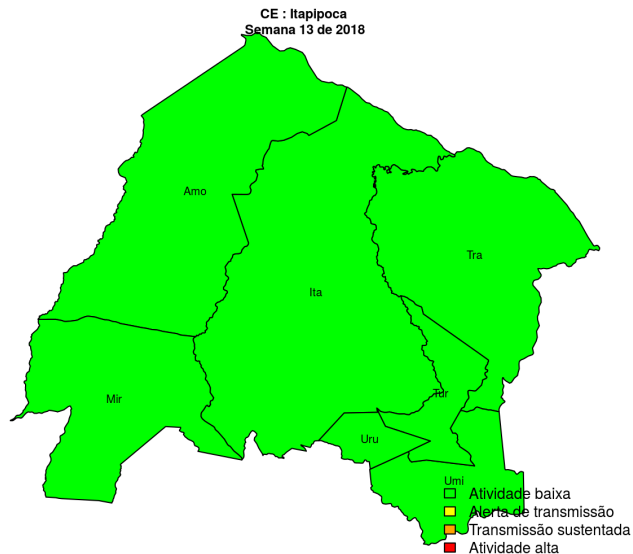 CE : Itapipoca
Semana 13 de 2018
Amo
Tra
Ita
Tur
Mir
Uru
Umi
Atividade baixa
Alerta de transmissão
Transmissão sustentada
Atividade alta